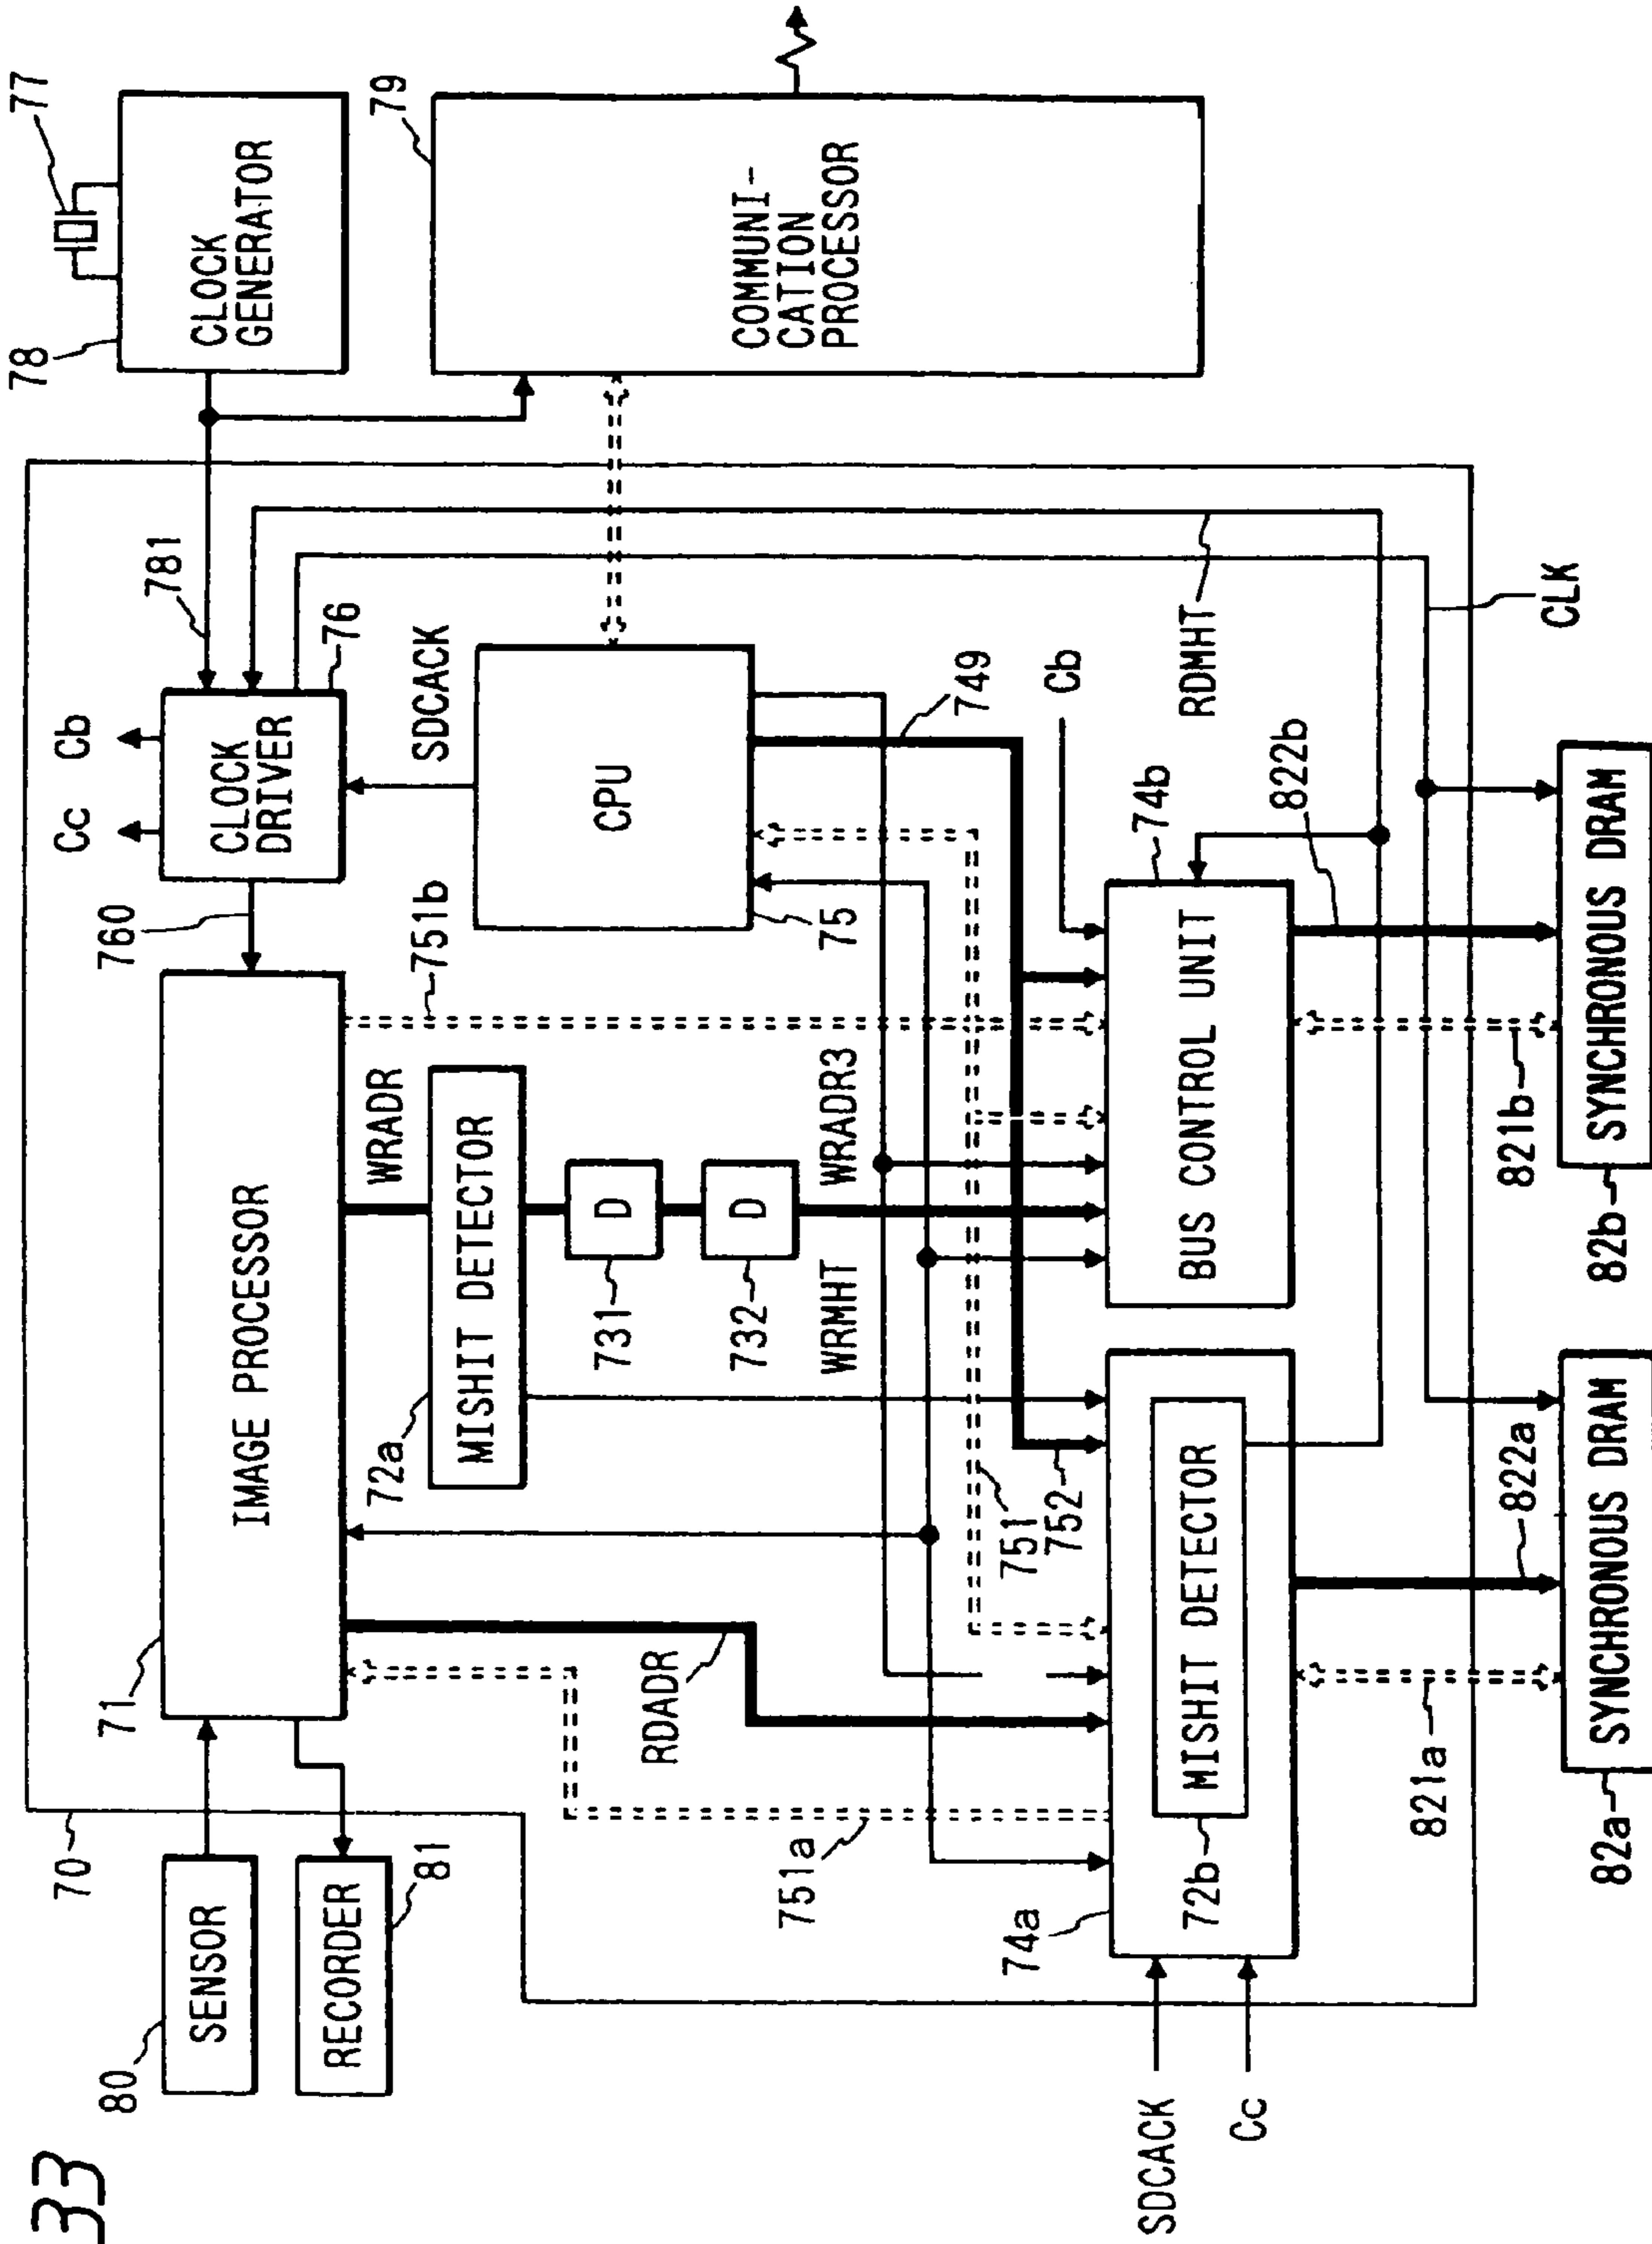 33
80
SENSOR
RECORDER
81
70
71
IMAGE PROCESSOR
760
Cc
Cb
CLOCK
DRIVER
76
781
78
CLOCK
GENERATOR
77
SDCACK
CPU
75
79
COMMUNI-
CATION
PROCESSOR
751b
WRADR
72a
MISHIT DETECTOR
731
D
732
D
WRMHT
WRADR3
RDADR
751a
751
752
749
Cb
74a
72b
MISHIT DETECTOR
74b
BUS CONTROL UNIT
RDMHT
CLK
SDCACK
Cc
821a
822a
821b
822b
82a
SYNCHRONOUS DRAM
82b
SYNCHRONOUS DRAM